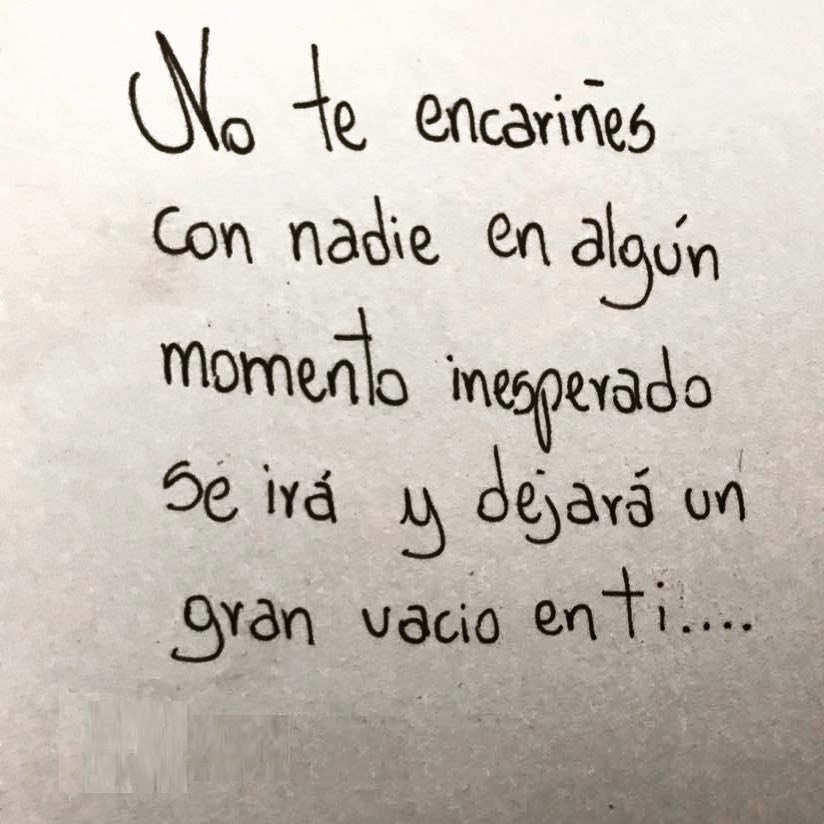 No te encariñes
con nadie en algún
momento inesperado
se irá y dejará un
gran vacio en ti....